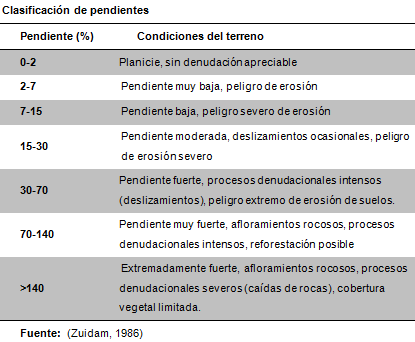 Clasificación de pendientes
Pendiente (%) Condiciones del terreno
0-2 Planicie, sin denudación apreciable
2-7 Pendiente muy baja, peligro de erosión
7-15 Pendiente baja, peligro severo de erosión
15-30 Pendiente moderada, deslizamientos ocasionales, peligro
de erosión severo
30-70 Pendiente fuerte, procesos denudacionales intensos
(deslizamientos), peligro extremo de erosión de suelos.
70-140 Pendiente muy fuerte, afloramientos rocosos, procesos
denudacionales intensos, reforestación posible
>140 Extremadamente fuerte, afloramientos rocosos, procesos
denudacionales severos (caídas de rocas), cobertura
vegetal limitada.
Fuente: (Zuidam, 1986)